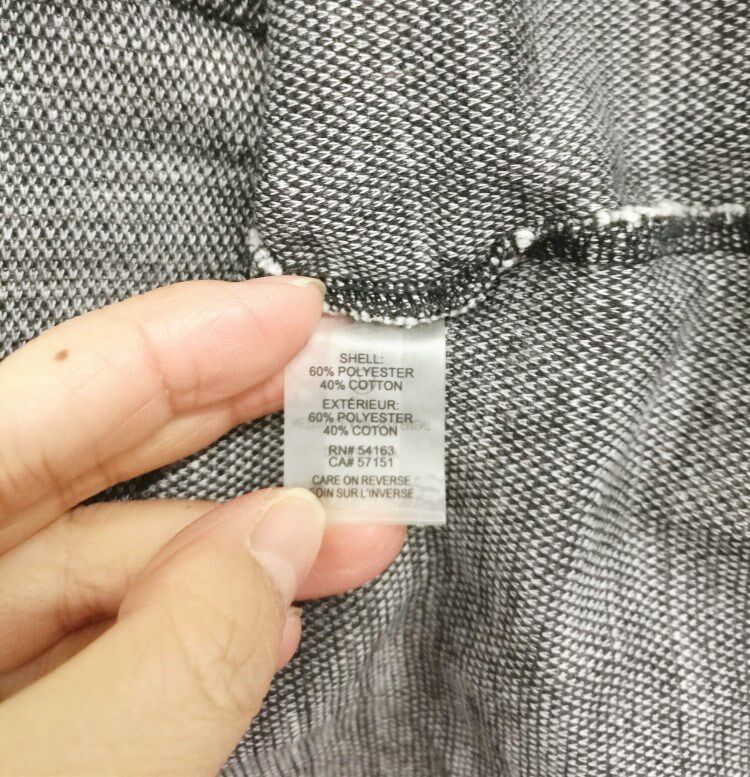 SHELL:
60% POLYESTER
40% COTTON
EXTÉRIEUR:
60% POLYESTER
40% COTON
RN# 54163
CA# 57151
CARE ON REVERSE
SOIN SUR L'INVERSE